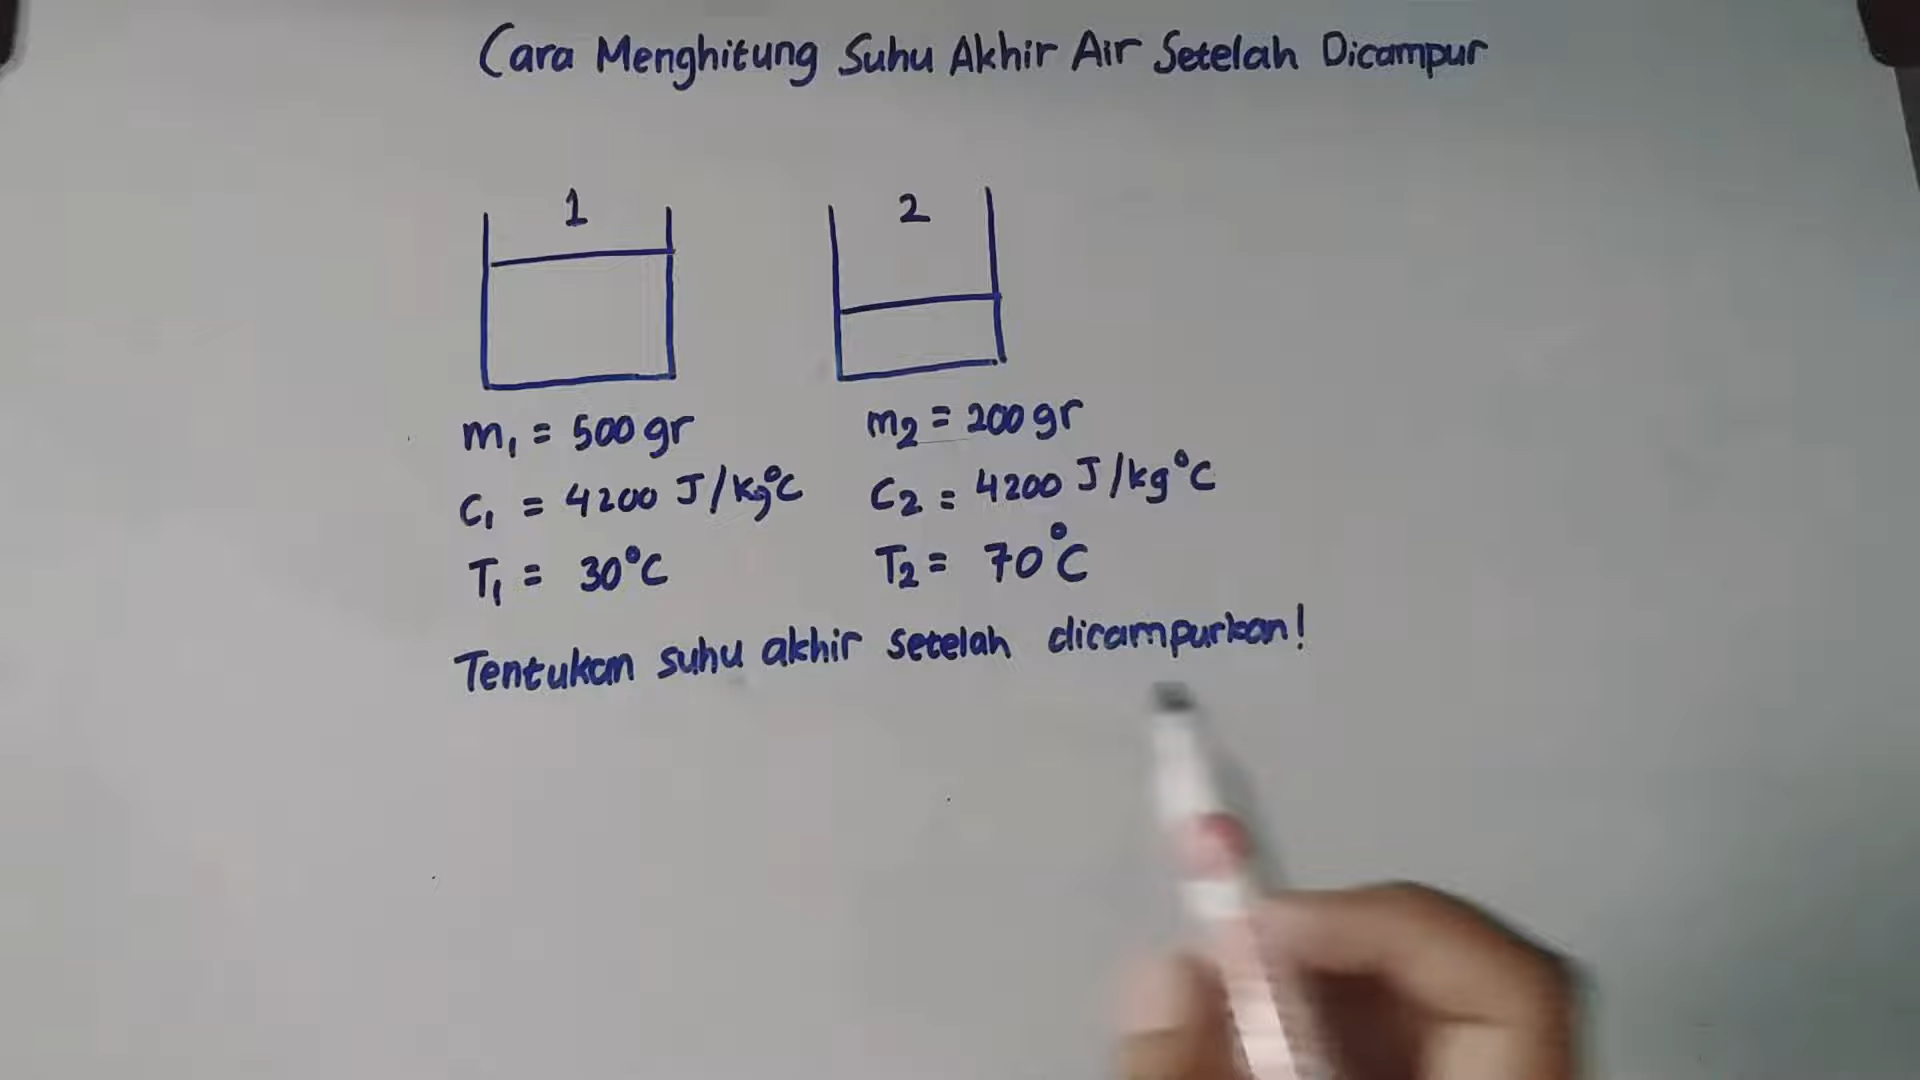 Cara Menghitung Suhu Akhir Air Setelah Dicampur
1
2
m₁ = 500 gr
m₂ = 200 gr
C₁ = 4200 J/kg°C
C₂ = 4200 J/kg°C
T₁ = 30°C
T₂ = 70°C
Tentukan suhu akhir setelah dicampurkan!